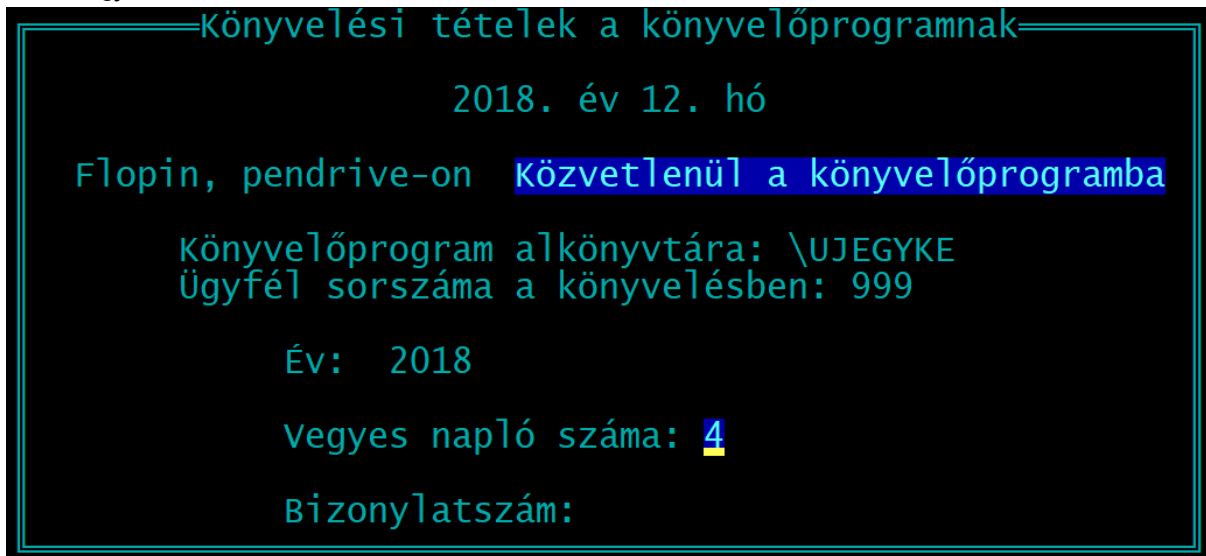 Könyvelési tételek a könyvelőprogramnak
2018. év 12. hó
Flopin, pendrive-on Közvetlenül a könyvelőprogramba
Könyvelőprogram alkönyvtára: \UJEGYKE
Ügyfél sorszáma a könyvelésben: 999
Év: 2018
Vegyes napló száma: 4
Bizonylatszám: